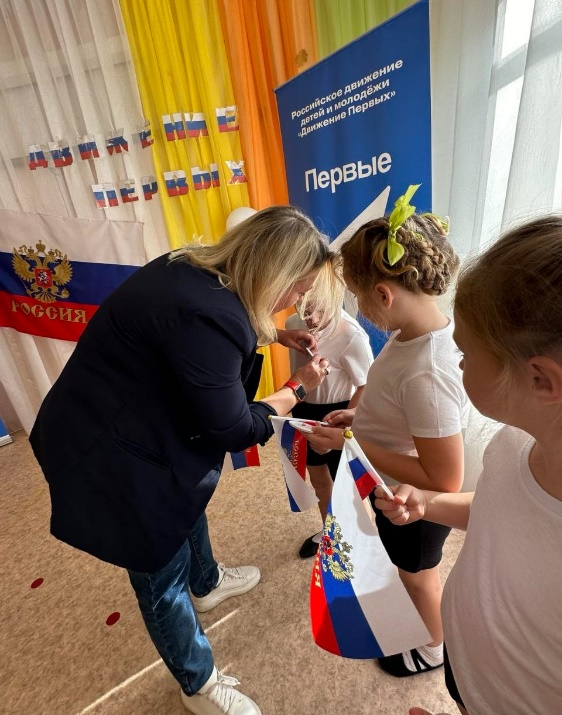 Российское движение
детей и молодёжи
«Движение Первых»
Первые
РОССИЯ